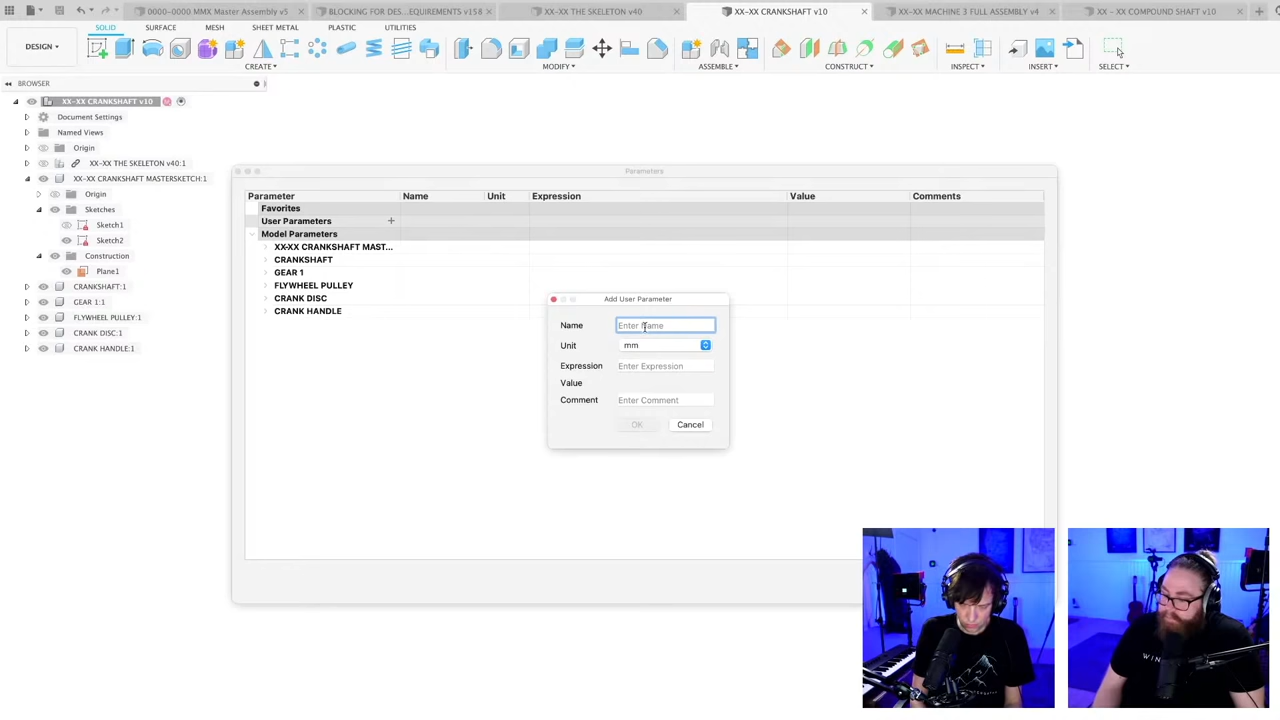 0000-0000 MMX Master Assembly v5
BLOCKING FOR DES...EQUIREMENTS v158
XX-XX THE SKELETON v40
XX-XX CRANKSHAFT v10
XX-XX MACHINE 3 FULL ASSEMBLY v4
XX - XX COMPOUND SHAFT v10
SOLID SURFACE MESH SHEET METAL PLASTIC UTILITIES
DESIGN
CREATE MODIFY ASSEMBLE CONSTRUCT INSPECT INSERT SELECT
BROWSER
XX-XX CRANKSHAFT v10
Document Settings
Named Views
Origin
XX-XX THE SKELETON v40:1
XX-XX CRANKSHAFT MASTERSKETCH:1
Origin
Sketches
Sketch1
Sketch2
Construction
Plane1
CRANKSHAFT:1
GEAR 1:1
FLYWHEEL PULLEY:1
CRANK DISC:1
CRANK HANDLE:1
Parameters
Parameter Name Unit Expression Value Comments
Favorites
User Parameters +
Model Parameters
XX-XX CRANKSHAFT MAST...
CRANKSHAFT
GEAR 1
FLYWHEEL PULLEY
CRANK DISC
CRANK HANDLE
Add User Parameter
Name Enter Name
Unit mm
Expression Enter Expression
Value
Comment Enter Comment
OK Cancel